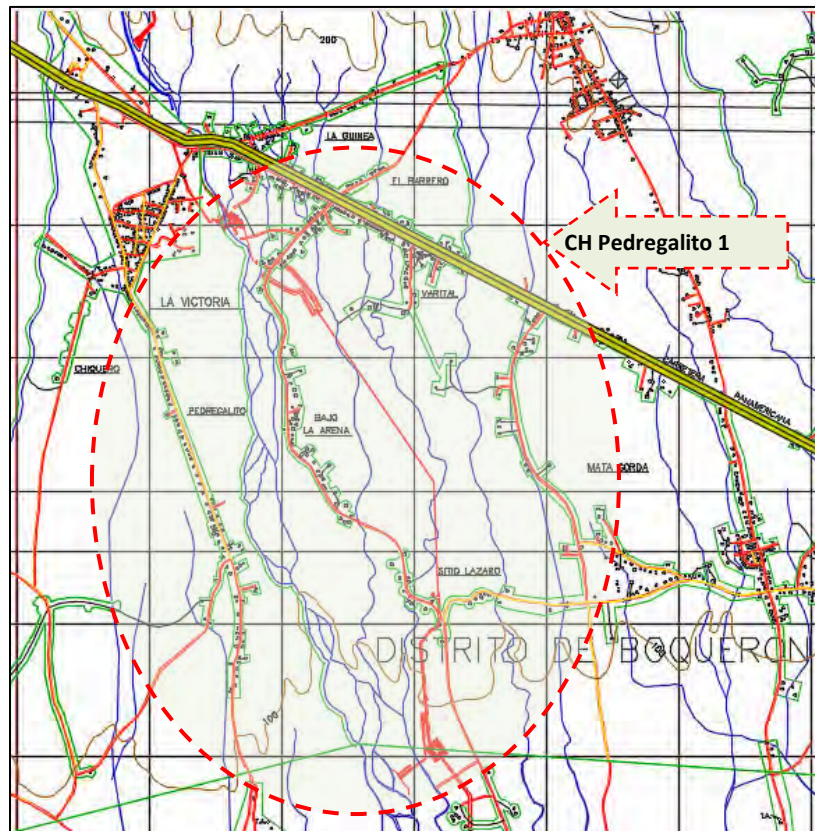 200
LA GUINEA
EL BARRERO
CH Pedregalito 1
LA VICTORIA
VARITAL
CHIQUERO
CARRETERA
PANAMERICANA
PEDREGALITO
BAJO
LA ARENA
MATA GORDA
SITIO LAZARO
DISTRITO DE BOQUERON
100
100